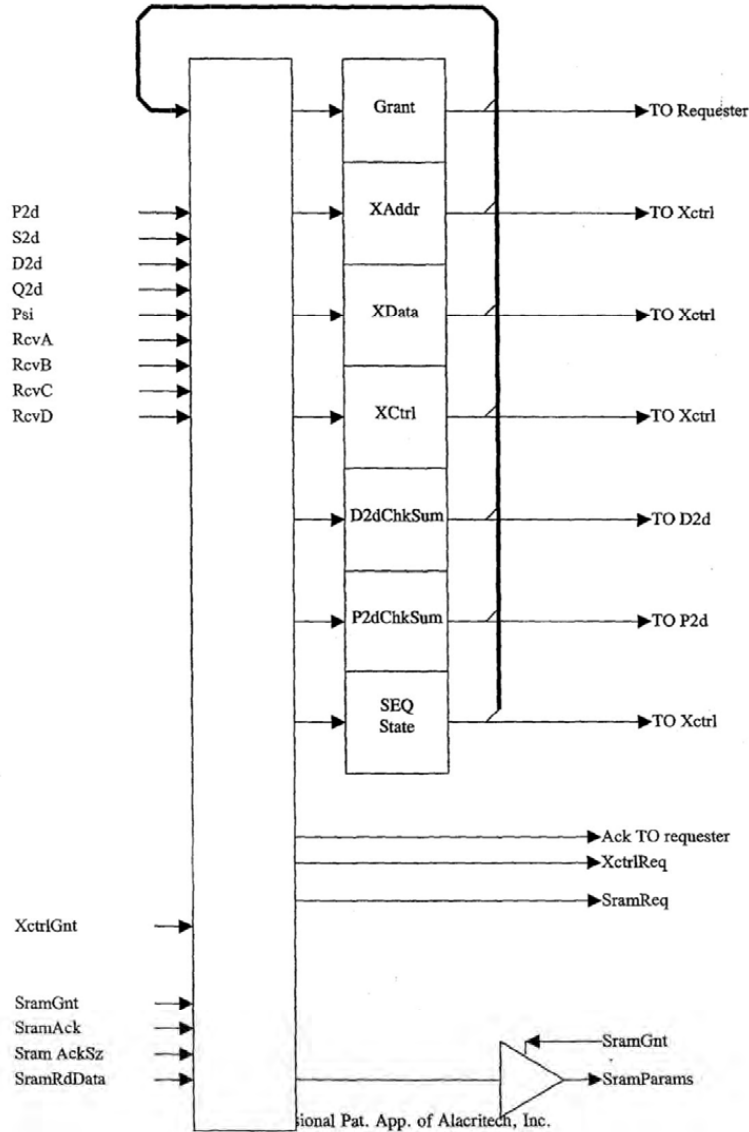 Grant
TO Requester
P2d
XAddr
TO Xctrl
S2d
D2d
Q2d
Psi
XData
TO Xctrl
RcvA
RcvB
RcvC
RcvD
XCtrl
TO Xctrl
D2dChkSum
TO D2d
P2dChkSum
TO P2d
SEQ
State
TO Xctrl
Ack TO requester
XctrlReq
SramReq
XctrlGnt
SramGnt
SramAck
Sram AckSz
SramRdData
SramGnt
SramParams
Pat. App. of Alacritech, Inc.